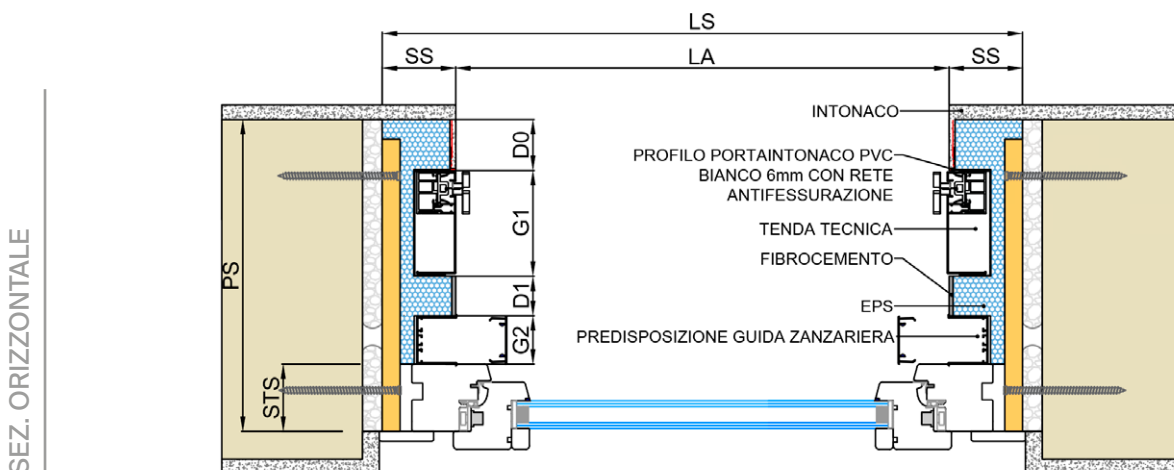 LS
SS
LA
SS
INTONACO
PROFILO PORTAINTONACO PVC
BIANCO 6mm CON RETE
ANTIFESSURAZIONE
TENDA TECNICA
FIBROCEMENTO
EPS
PREDISPOSIZIONE GUIDA ZANZARIERA
D0
G1
D1
G2
PS
STS
SEZ. ORIZZONTALE